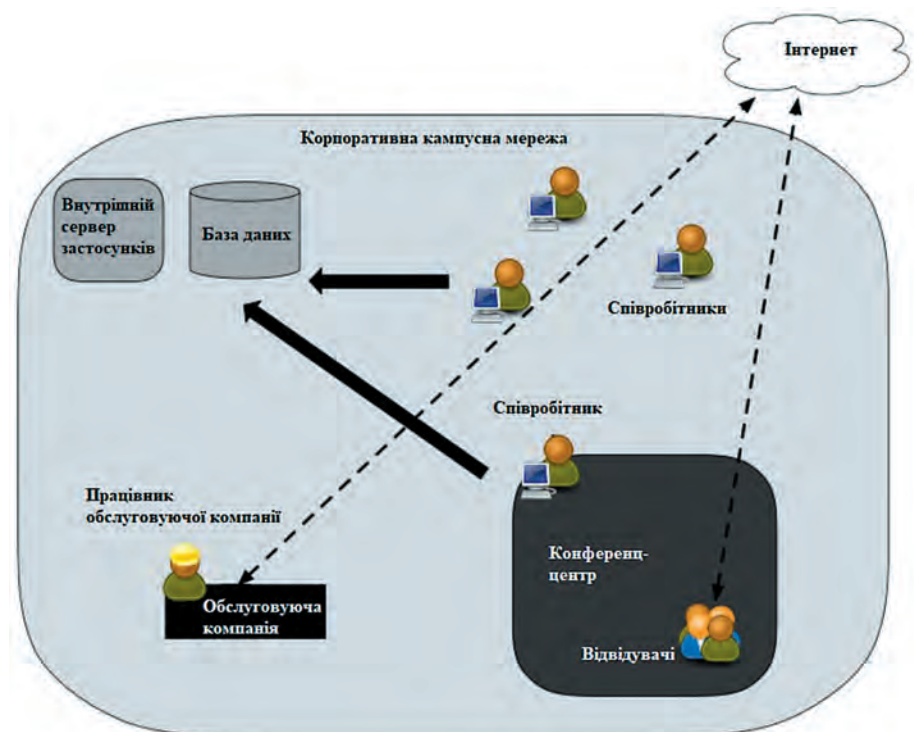 Інтернет
Корпоративна кампусна мережа
Внутрішній
сервер
застосунків
База даних
Співробітники
Співробітник
Працівник
обслуговуючої компанії
Конференц-
центр
Обслуговуюча
компанія
Відвідувачі